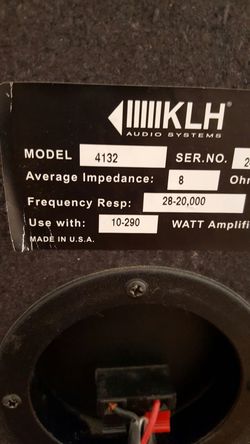 KLH®
AUDIO SYSTEMS
MODEL 4132 SER.NO.
Average Impedance: 8
Frequency Resp: 28-20,000
Use with: 10-290 WATT
MADE IN U.S.A.